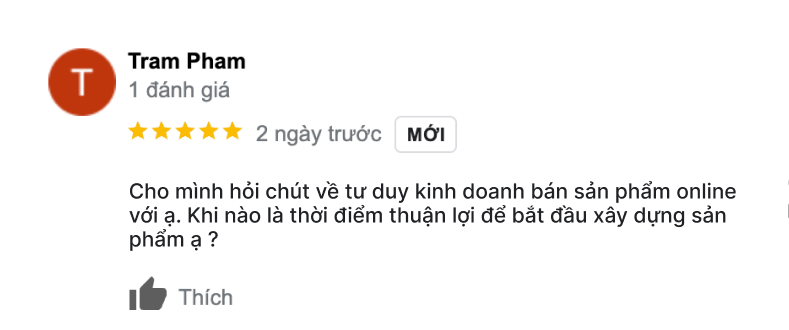 T
Tram Pham
1 đánh giá
2 ngày trước MỚI
Cho mình hỏi chút về tư duy kinh doanh bán sản phẩm online
với ạ. Khi nào là thời điểm thuận lợi để bắt đầu xây dựng sản
phẩm ạ ?
Thích